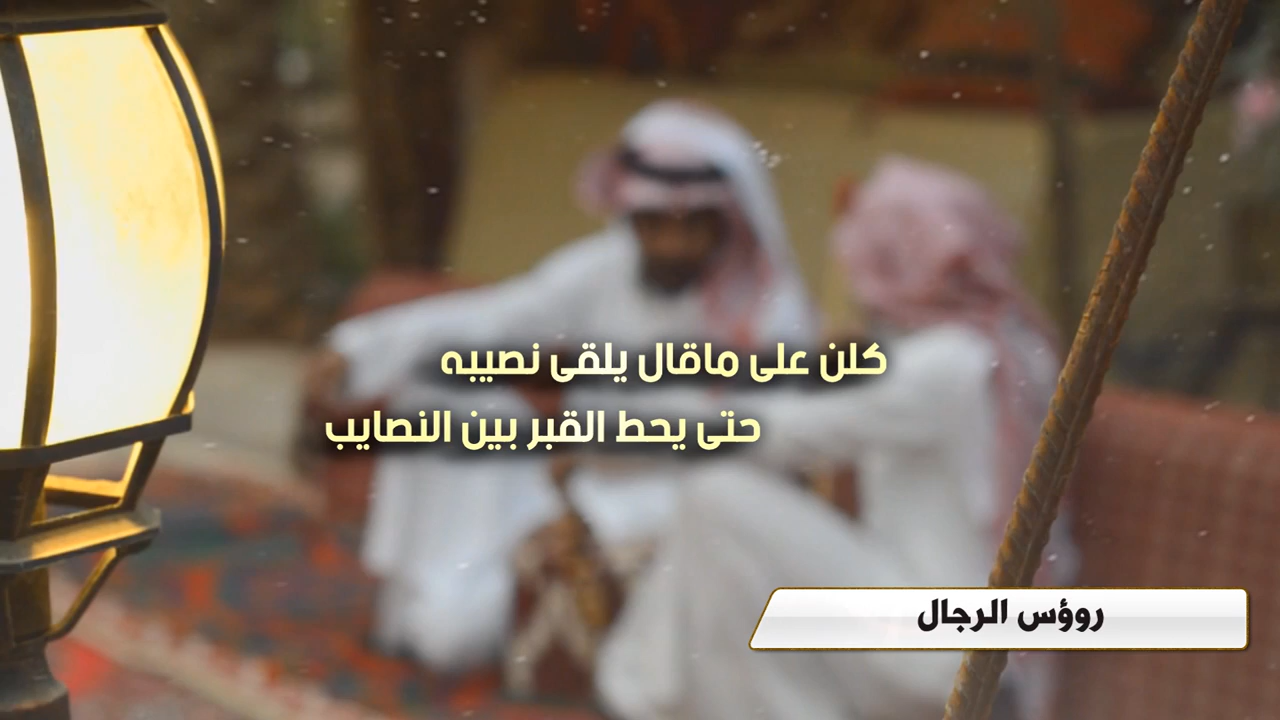 كلن على ماقال يلقى نصيبه
حتى يحط القبر بين النصايب
روؤس الرجال